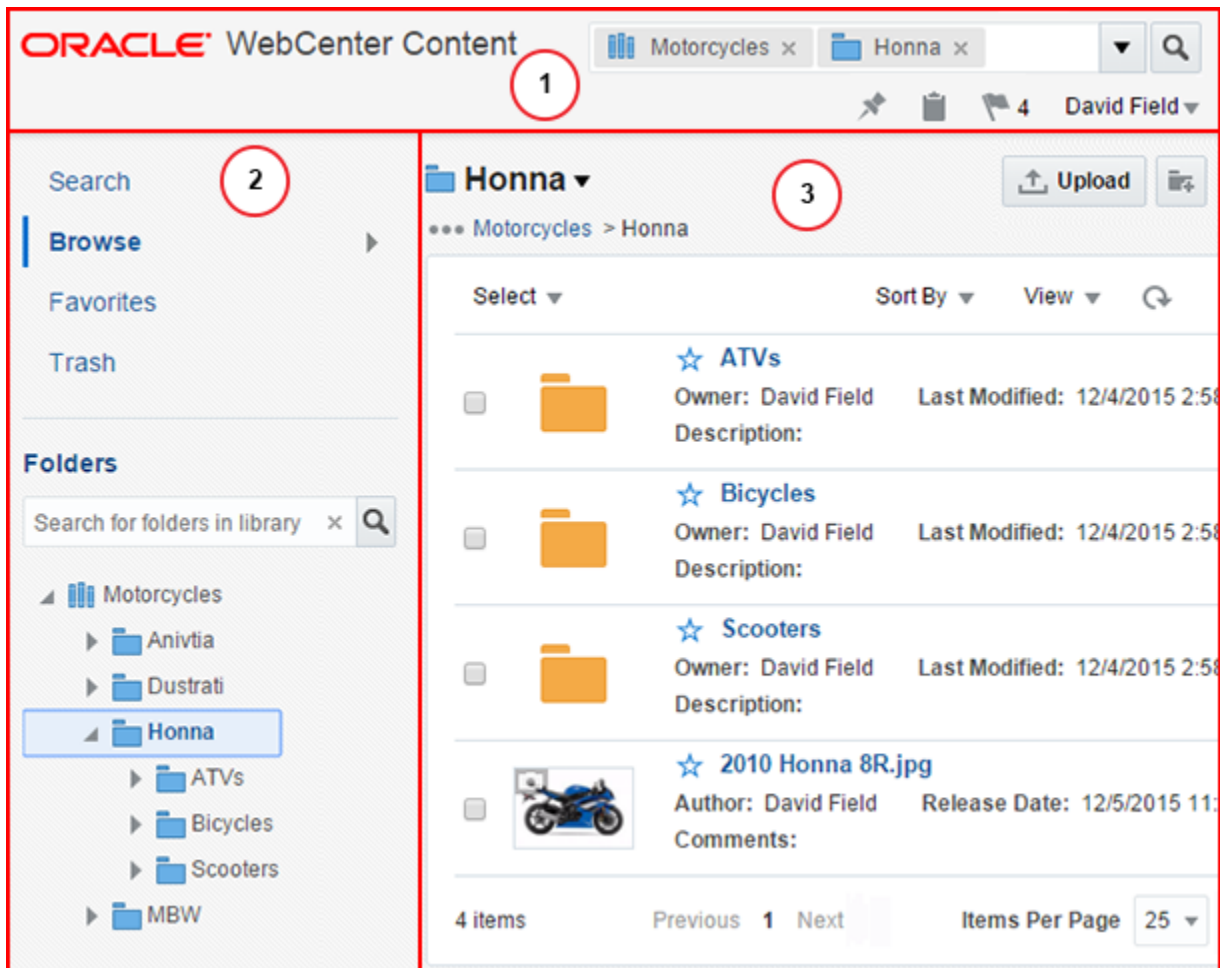 ORACLE® WebCenter Content
Motorcycles × Honna ×
1
4 David Field
Search
2
Browse
Favorites
Trash
Folders
Search for folders in library ×
Motorcycles
Anivtia
Dustrati
Honna
ATVs
Bicycles
Scooters
MBW
Honna
3
Upload
Motorcycles > Honna
Select Sort By View
ATVs
Owner: David Field Last Modified: 12/4/2015 2:58
Description:
Bicycles
Owner: David Field Last Modified: 12/4/2015 2:58
Description:
Scooters
Owner: David Field Last Modified: 12/4/2015 2:58
Description:
2010 Honna 8R.jpg
Author: David Field Release Date: 12/5/2015 11:
Comments:
4 items Previous 1 Next Items Per Page 25